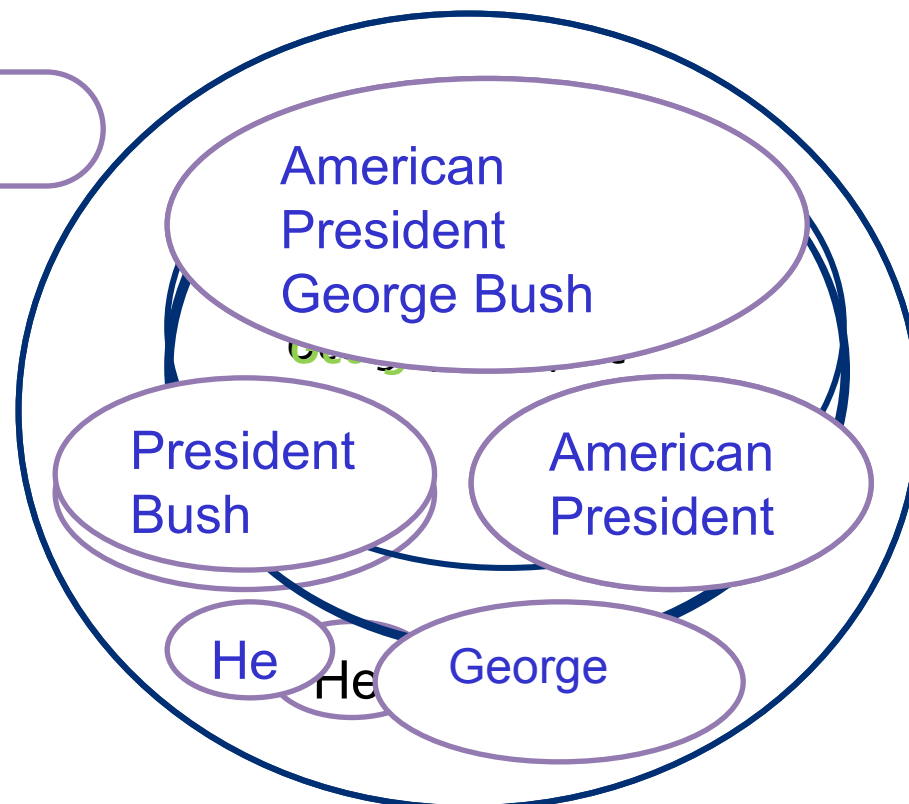 American
President
George Bush
President
Bush
American
President
He
He
George